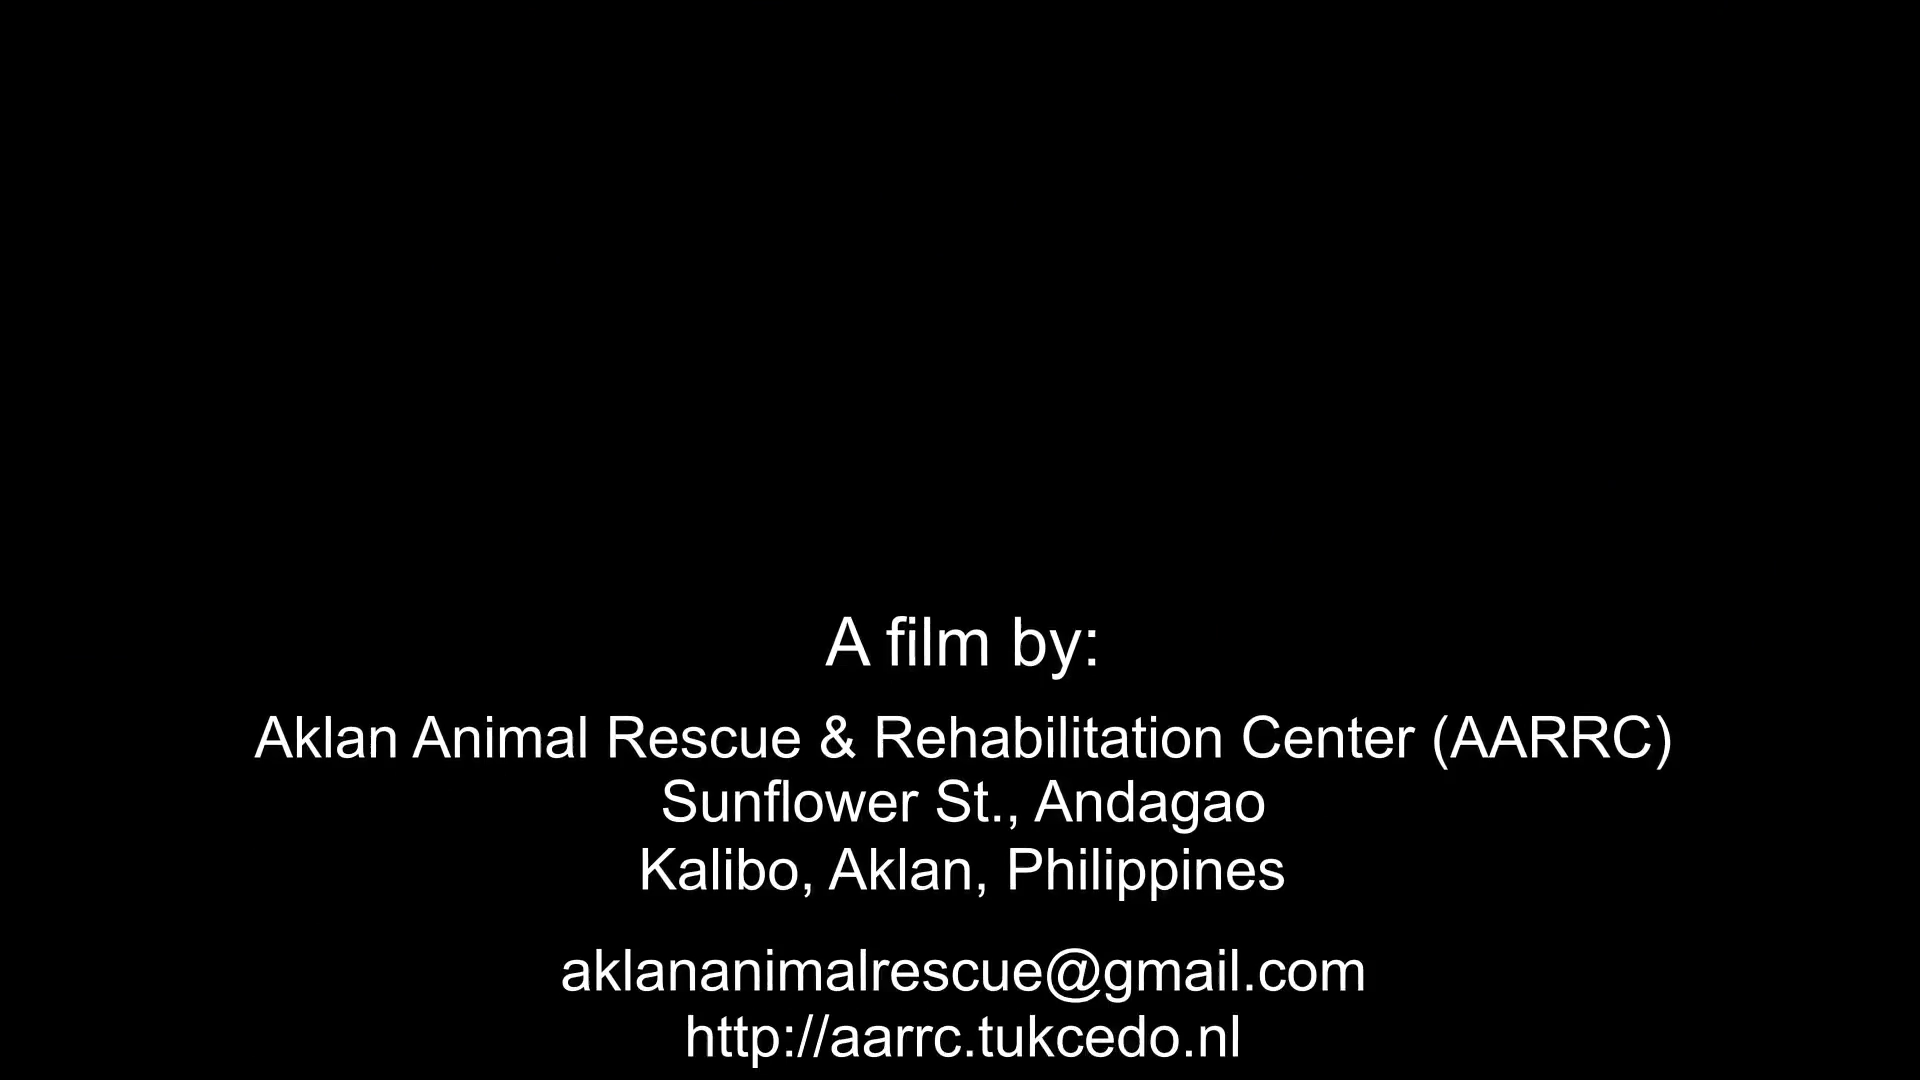 A film by:
Aklan Animal Rescue & Rehabilitation Center (AARRC)
Sunflower St., Andagao
Kalibo, Aklan, Philippines
aklananimalrescue@gmail.com
http://aarrc.tukcedo.nl